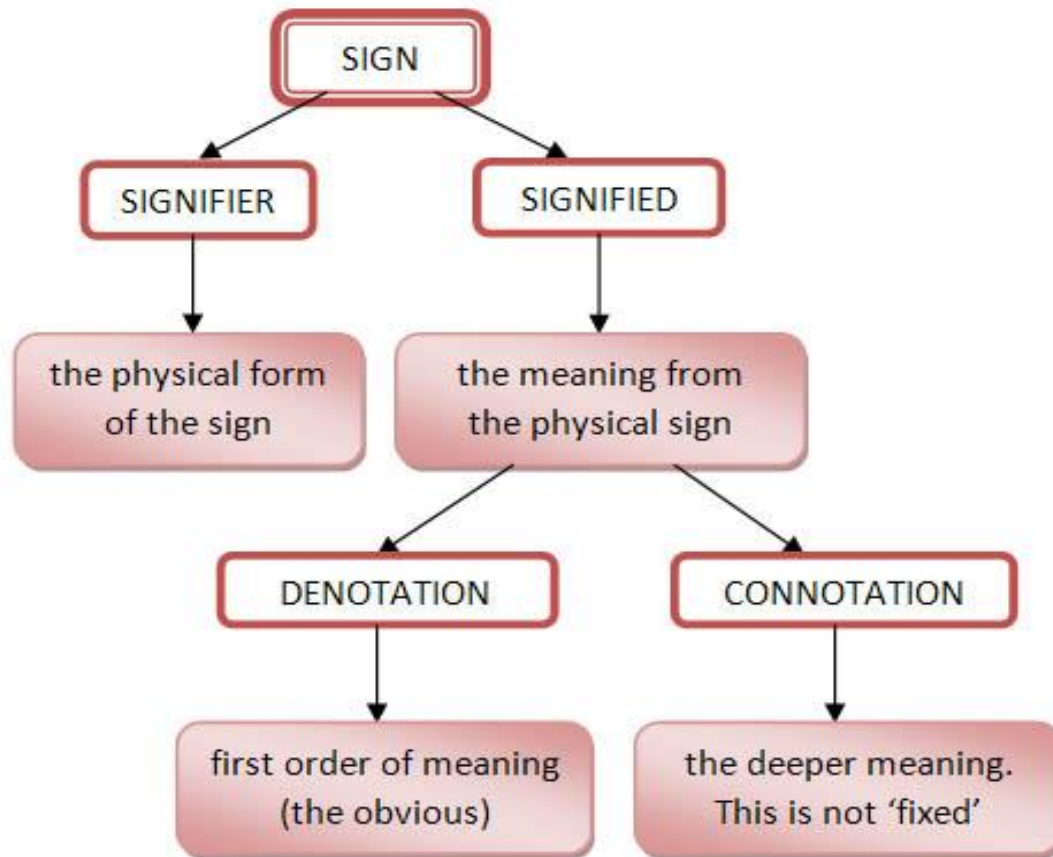 SIGN
SIGNIFIER
SIGNIFIED
the physical form
of the sign
the meaning from
the physical sign
DENOTATION
CONNOTATION
first order of meaning
(the obvious)
the deeper meaning.
This is not ‘fixed’